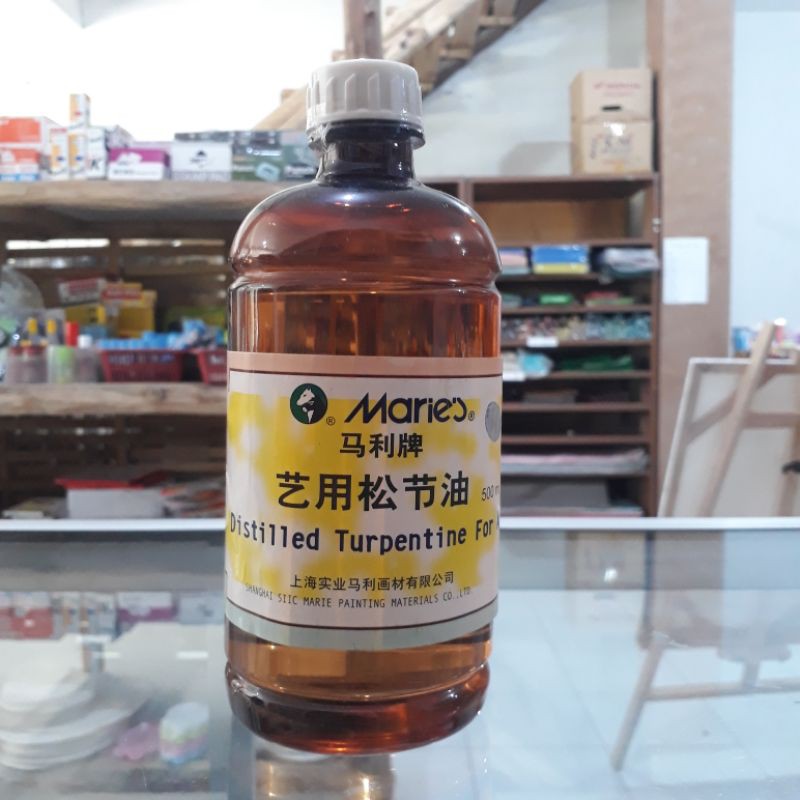 Marie's®
马利牌
艺用松节油
500 m
Distilled Turpentine For
上海实业马利画材有限公司
SHANGHAI SIIC MARIE PAINTING MATERIALS CO.,LTD.